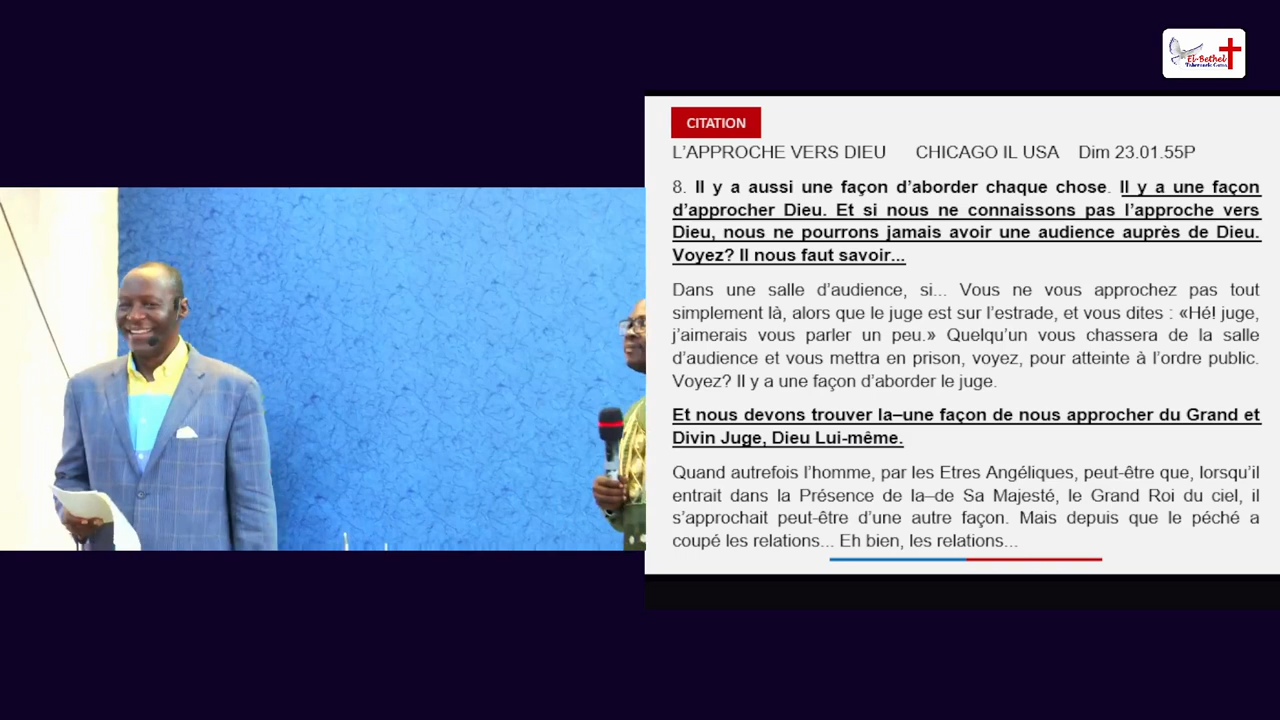 El-Bethel
CITATION
L’APPROCHE VERS DIEU CHICAGO IL USA Dim 23.01.55P
8. Il y a aussi une façon d’aborder chaque chose. Il y a une façon
d’approcher Dieu. Et si nous ne connaissons pas l’approche vers
Dieu, nous ne pourrons jamais avoir une audience auprès de Dieu.
Voyez? Il nous faut savoir...
Dans une salle d’audience, si... Vous ne vous approchez pas tout
simplement là, alors que le juge est sur l’estrade, et vous dites : «Hé! juge,
j’aimerais vous parler un peu.» Quelqu’un vous chassera de la salle
d’audience et vous mettra en prison, voyez, pour atteinte à l’ordre public.
Voyez? Il y a une façon d’aborder le juge.
Et nous devons trouver la–une façon de nous approcher du Grand et
Divin Juge, Dieu Lui-même.
Quand autrefois l’homme, par les Etres Angéliques, peut-être que, lorsqu’il
entrait dans la Présence de la–de Sa Majesté, le Grand Roi du ciel, il
s’approchait peut-être d’une autre façon. Mais depuis que le péché a
coupé les relations... Eh bien, les relations...